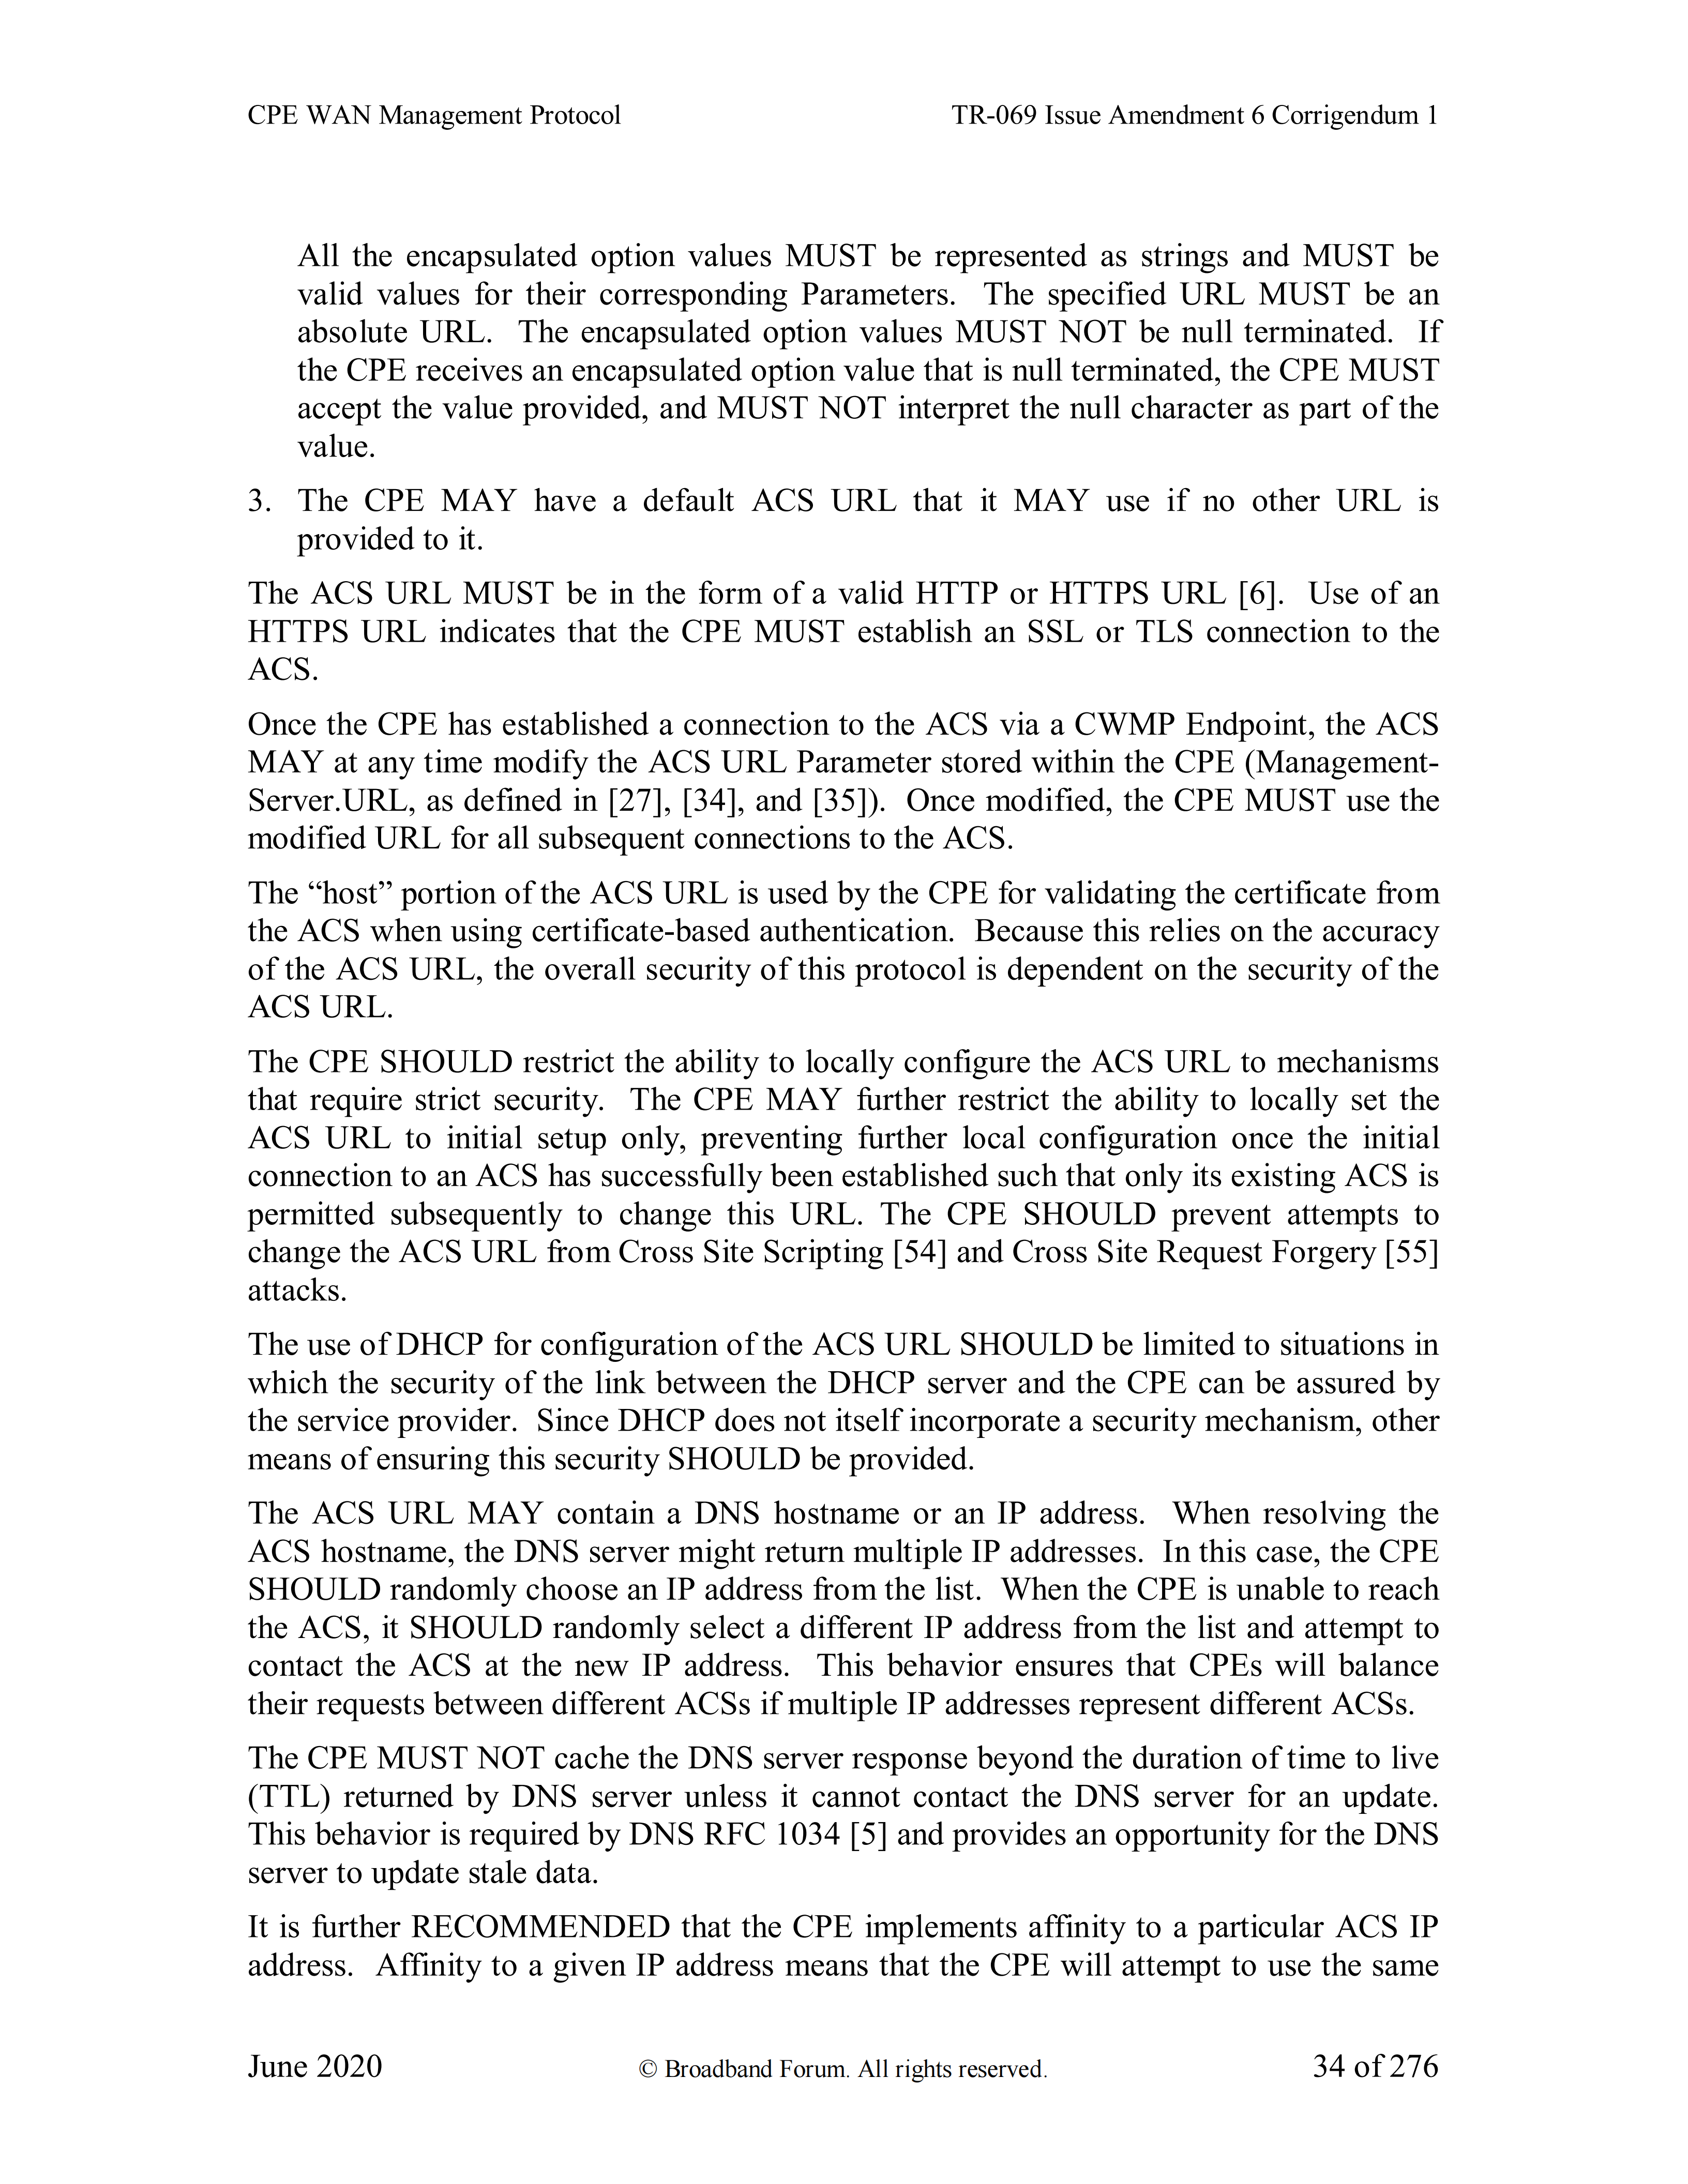 CPE WAN Management Protocol TR-069 Issue Amendment 6 Corrigendum 1
All the encapsulated option values MUST be represented as strings and MUST be
valid values for their corresponding Parameters. The specified URL MUST be an
absolute URL. The encapsulated option values MUST NOT be null terminated. If
the CPE receives an encapsulated option value that is null terminated, the CPE MUST
accept the value provided, and MUST NOT interpret the null character as part of the
value.
3. The CPE MAY have a default ACS URL that it MAY use if no other URL is
provided to it.
The ACS URL MUST be in the form of a valid HTTP or HTTPS URL [6]. Use of an
HTTPS URL indicates that the CPE MUST establish an SSL or TLS connection to the
ACS.
Once the CPE has established a connection to the ACS via a CWMP Endpoint, the ACS
MAY at any time modify the ACS URL Parameter stored within the CPE (Management-
Server.URL, as defined in [27], [34], and [35]). Once modified, the CPE MUST use the
modified URL for all subsequent connections to the ACS.
The “host” portion of the ACS URL is used by the CPE for validating the certificate from
the ACS when using certificate-based authentication. Because this relies on the accuracy
of the ACS URL, the overall security of this protocol is dependent on the security of the
ACS URL.
The CPE SHOULD restrict the ability to locally configure the ACS URL to mechanisms
that require strict security. The CPE MAY further restrict the ability to locally set the
ACS URL to initial setup only, preventing further local configuration once the initial
connection to an ACS has successfully been established such that only its existing ACS is
permitted subsequently to change this URL. The CPE SHOULD prevent attempts to
change the ACS URL from Cross Site Scripting [54] and Cross Site Request Forgery [55]
attacks.
The use of DHCP for configuration of the ACS URL SHOULD be limited to situations in
which the security of the link between the DHCP server and the CPE can be assured by
the service provider. Since DHCP does not itself incorporate a security mechanism, other
means of ensuring this security SHOULD be provided.
The ACS URL MAY contain a DNS hostname or an IP address. When resolving the
ACS hostname, the DNS server might return multiple IP addresses. In this case, the CPE
SHOULD randomly choose an IP address from the list. When the CPE is unable to reach
the ACS, it SHOULD randomly select a different IP address from the list and attempt to
contact the ACS at the new IP address. This behavior ensures that CPEs will balance
their requests between different ACSs if multiple IP addresses represent different ACSs.
The CPE MUST NOT cache the DNS server response beyond the duration of time to live
(TTL) returned by DNS server unless it cannot contact the DNS server for an update.
This behavior is required by DNS RFC 1034 [5] and provides an opportunity for the DNS
server to update stale data.
It is further RECOMMENDED that the CPE implements affinity to a particular ACS IP
address. Affinity to a given IP address means that the CPE will attempt to use the same
June 2020 © Broadband Forum. All rights reserved. 34 of 276